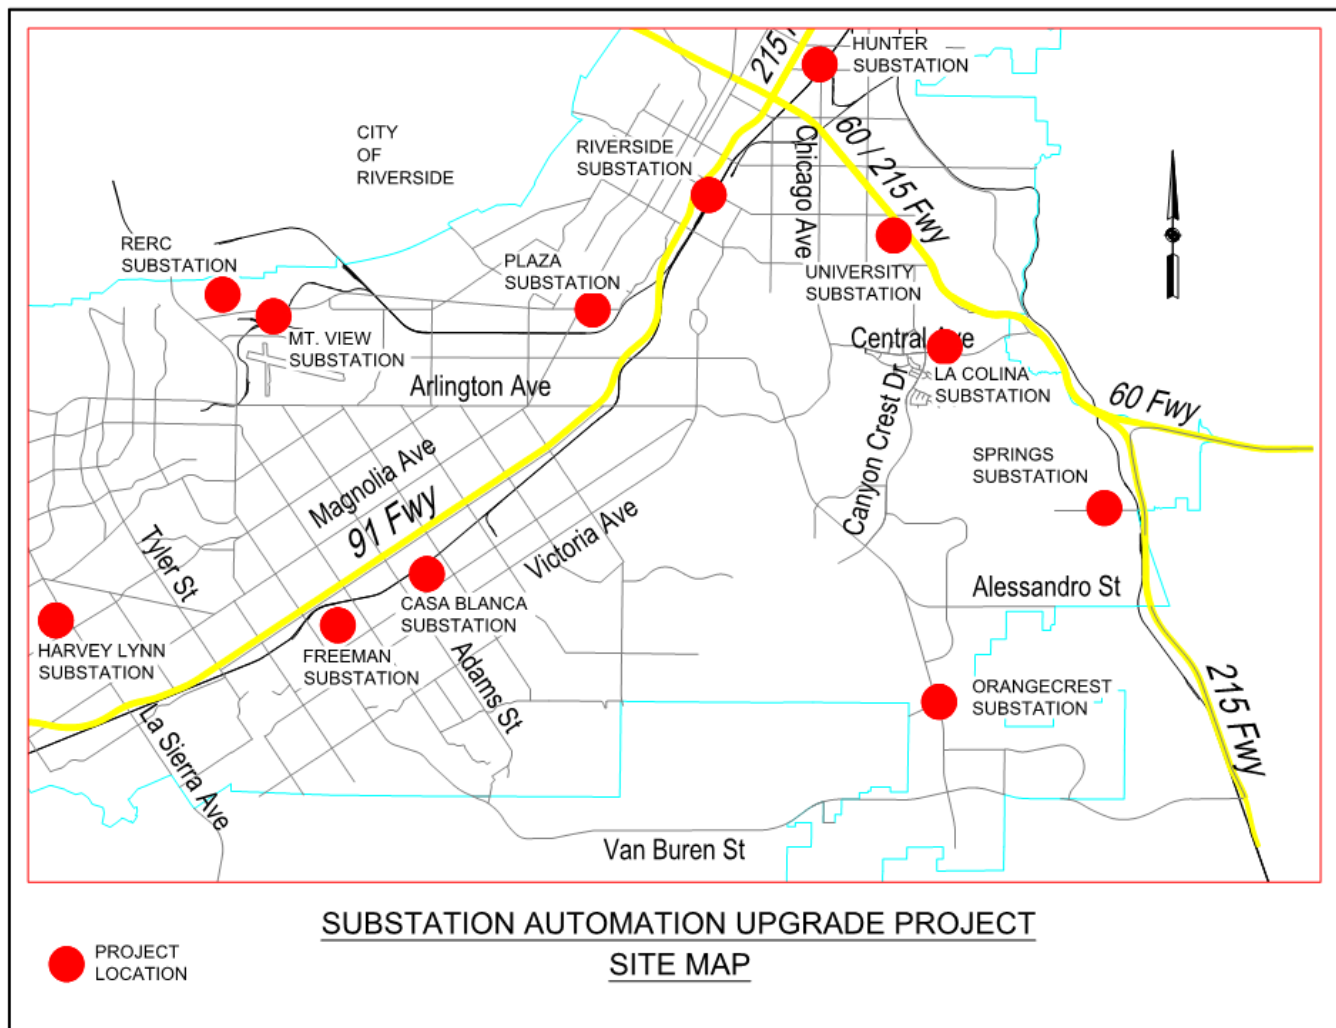 215 F
HUNTER
SUBSTATION
CITY
OF
RIVERSIDE
RIVERSIDE
SUBSTATION
Chicago Ave
60 / 215 Fwy
RERC
SUBSTATION
PLAZA
SUBSTATION
UNIVERSITY
SUBSTATION
MT. VIEW
SUBSTATION
Central Ave
Arlington Ave
LA COLINA
SUBSTATION
Canyon Crest Dr
60 Fwy
SPRINGS
SUBSTATION
Magnolia Ave
91 Fwy
Victoria Ave
Tyler St
Alessandro St
CASA BLANCA
SUBSTATION
HARVEY LYNN
SUBSTATION
FREEMAN
SUBSTATION
Adams St
ORANGECREST
SUBSTATION
215 Fwy
La Sierra Ave
Van Buren St
SUBSTATION AUTOMATION UPGRADE PROJECT
SITE MAP
PROJECT
LOCATION